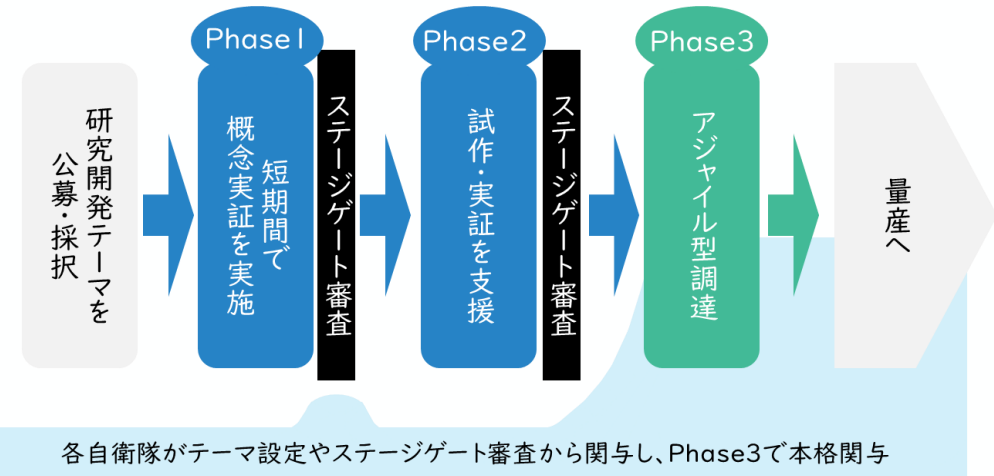 研究開発テーマを
公募・採択
Phase1
短期間で
概念実証を実施
ステージゲート審査
Phase2
試作・実証を支援
ステージゲート審査
Phase3
アジャイル型調達
量産へ
各自衛隊がテーマ設定やステージゲート審査から関与し、Phase3で本格関与